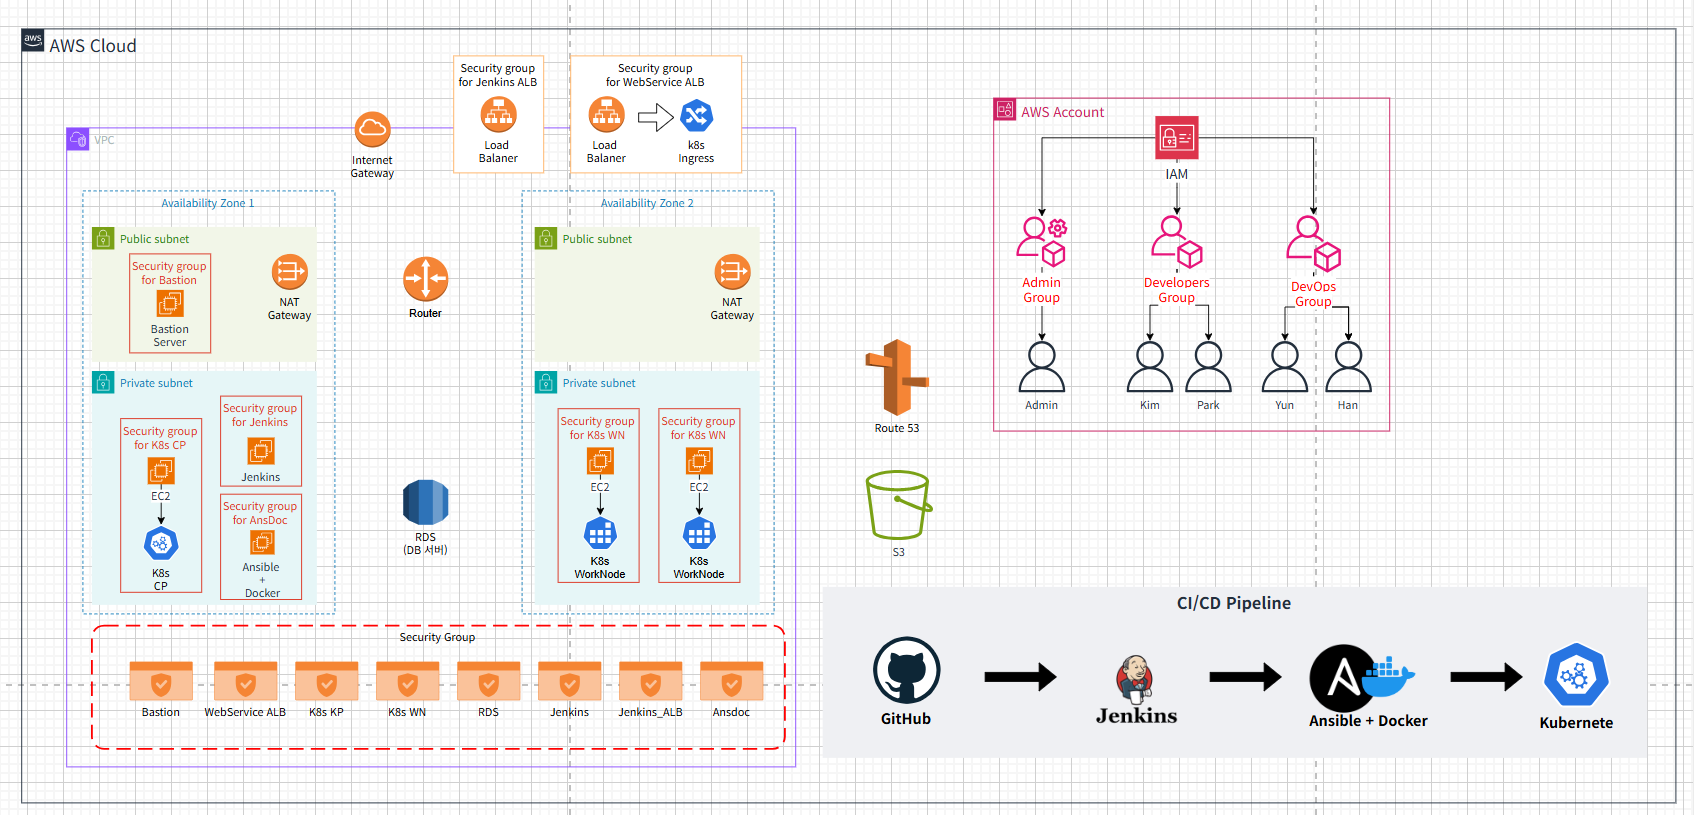 aws
AWS Cloud
Security group
for Jenkins ALB
Load
Balaner
Security group
for WebService ALB
Load
Balaner
k8s
Ingress
VPC
Internet
Gateway
Availability Zone 1
Public subnet
Security group
for Bastion
Bastion
Server
NAT
Gateway
Router
Availability Zone 2
Public subnet
NAT
Gateway
Private subnet
Security group
for K8s CP
EC2
K8s
CP
Security group
for Jenkins
Jenkins
Security group
for AnsDoc
Ansible
+
Docker
RDS
(DB 서버)
Private subnet
Security group
for K8s WN
EC2
K8s
WorkNode
Security group
for K8s WN
EC2
K8s
WorkNode
Security Group
Bastion
WebService ALB
K8s KP
K8s WN
RDS
Jenkins
Jenkins_ALB
Ansdoc
Route 53
S3
AWS Account
IAM
Admin
Group
Developers
Group
DevOps
Group
Admin
Kim
Park
Yun
Han
CI/CD Pipeline
GitHub
Jenkins
Ansible + Docker
Kubernete